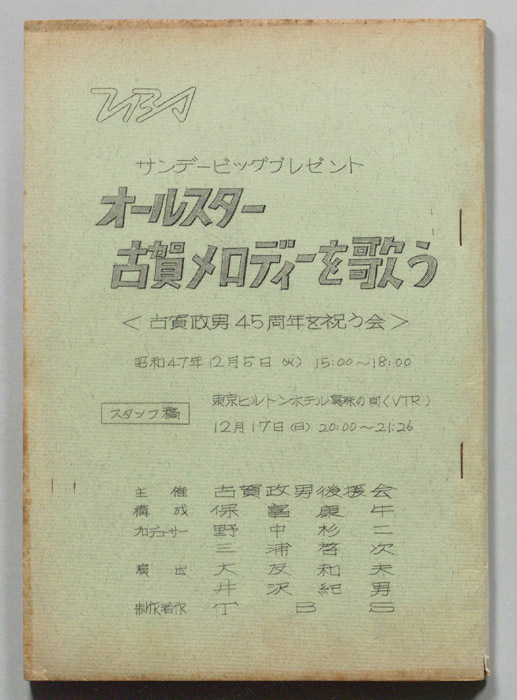 TBS
サンデービッグプレゼント
オールスター
古賀メロディーを歌う
＜古賀政男45周年を祝う会＞
昭和47年12月5日(火) 15:00～18:00
スタッフ稿
東京ヒルトンホテル真珠の間(VTR)
12月17日(日) 20:00～21:26
主催 古賀政男後援会
構成 保富康午
プロデューサー 野中杉二
三浦啓次
演出 大友和夫
井沢紀男
制作著作 TBS